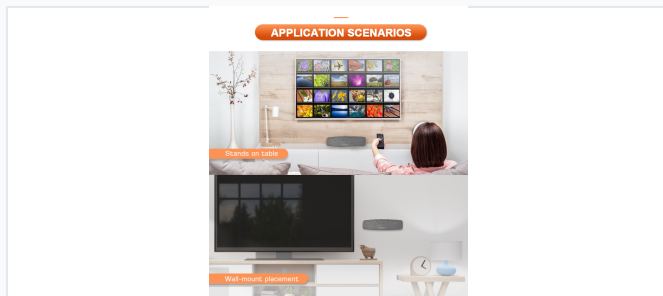 APPLICATION SCENARIOS
Stands on table
Wall-mount placement